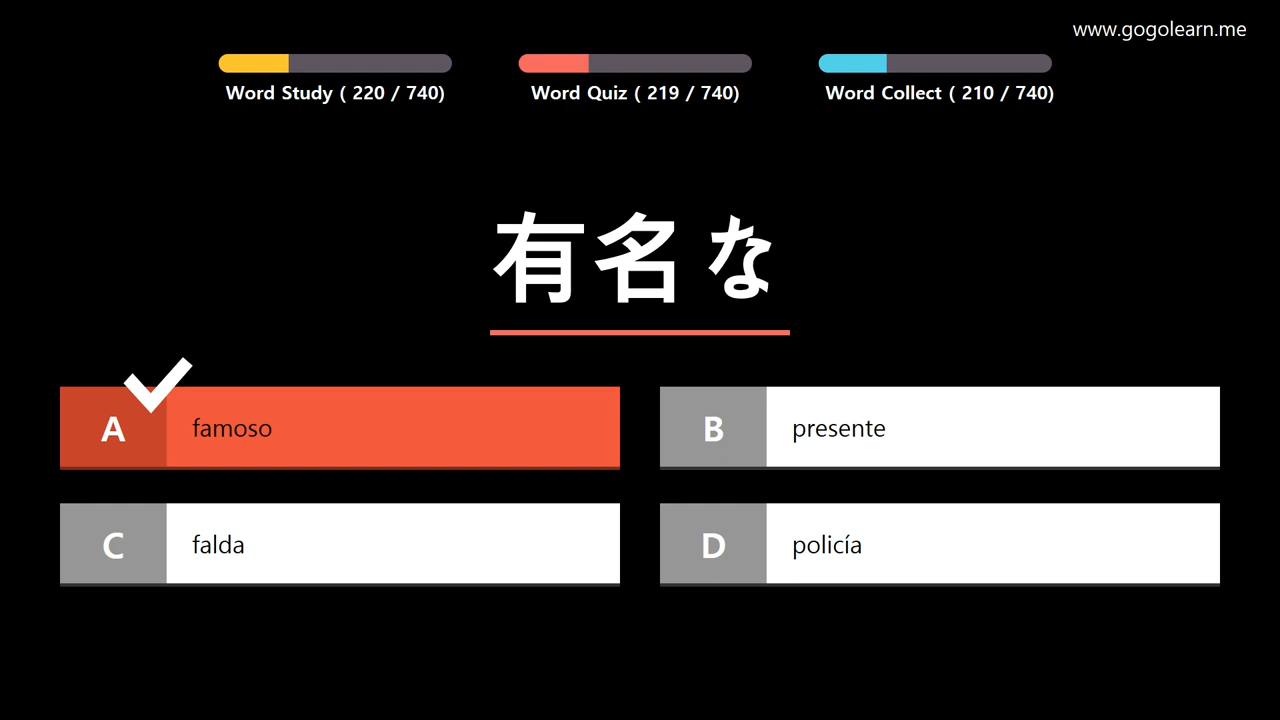 www.gogolearn.me
Word Study ( 220 / 740)
Word Quiz ( 219 / 740)
Word Collect ( 210 / 740)
有名な
A famoso
B presente
C falda
D policía